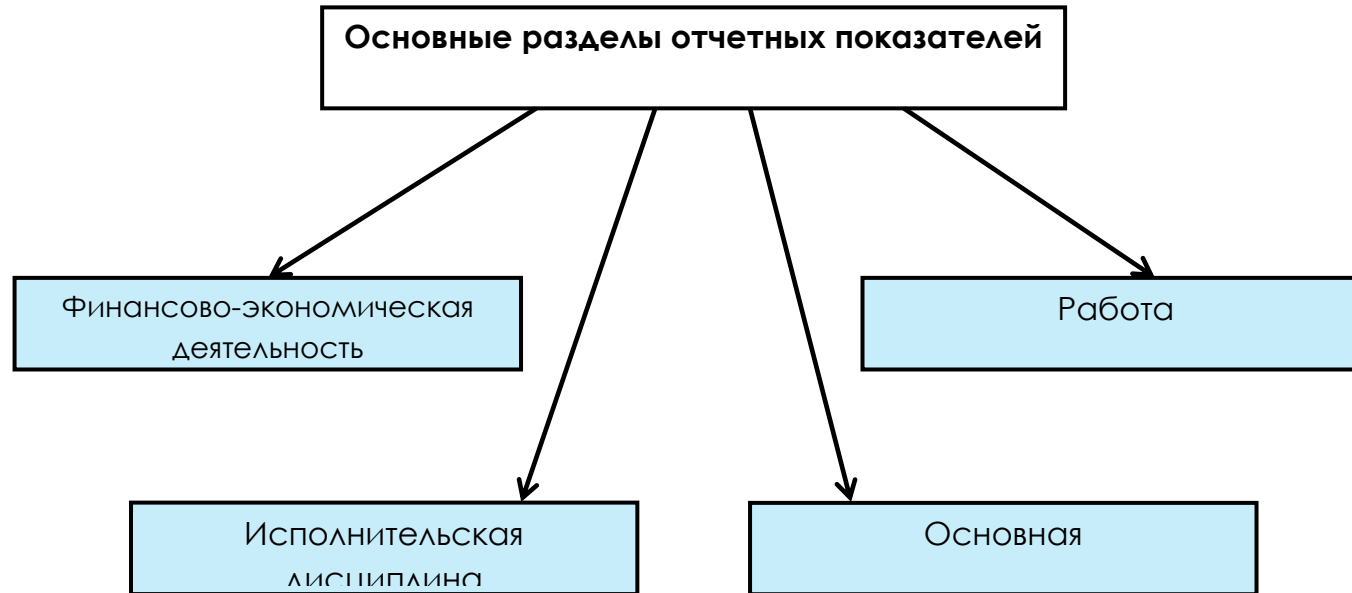 Основные разделы отчетных показателей
Финансово-экономическая
деятельность
Работа
Исполнительская
дисциплина
Основная